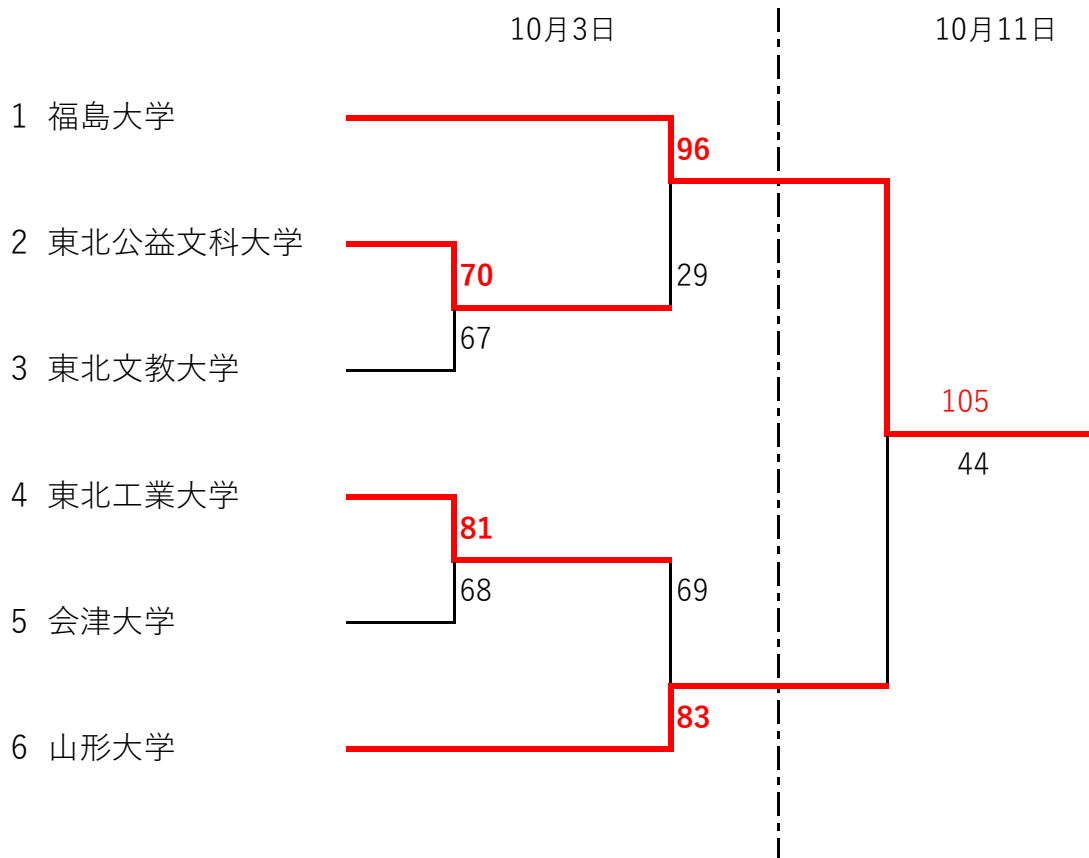 10月3日
10月11日
1 福島大学
96
2 東北公益文科大学
70
29
67
3 東北文教大学
105
44
4 東北工業大学
81
68
69
5 会津大学
83
6 山形大学